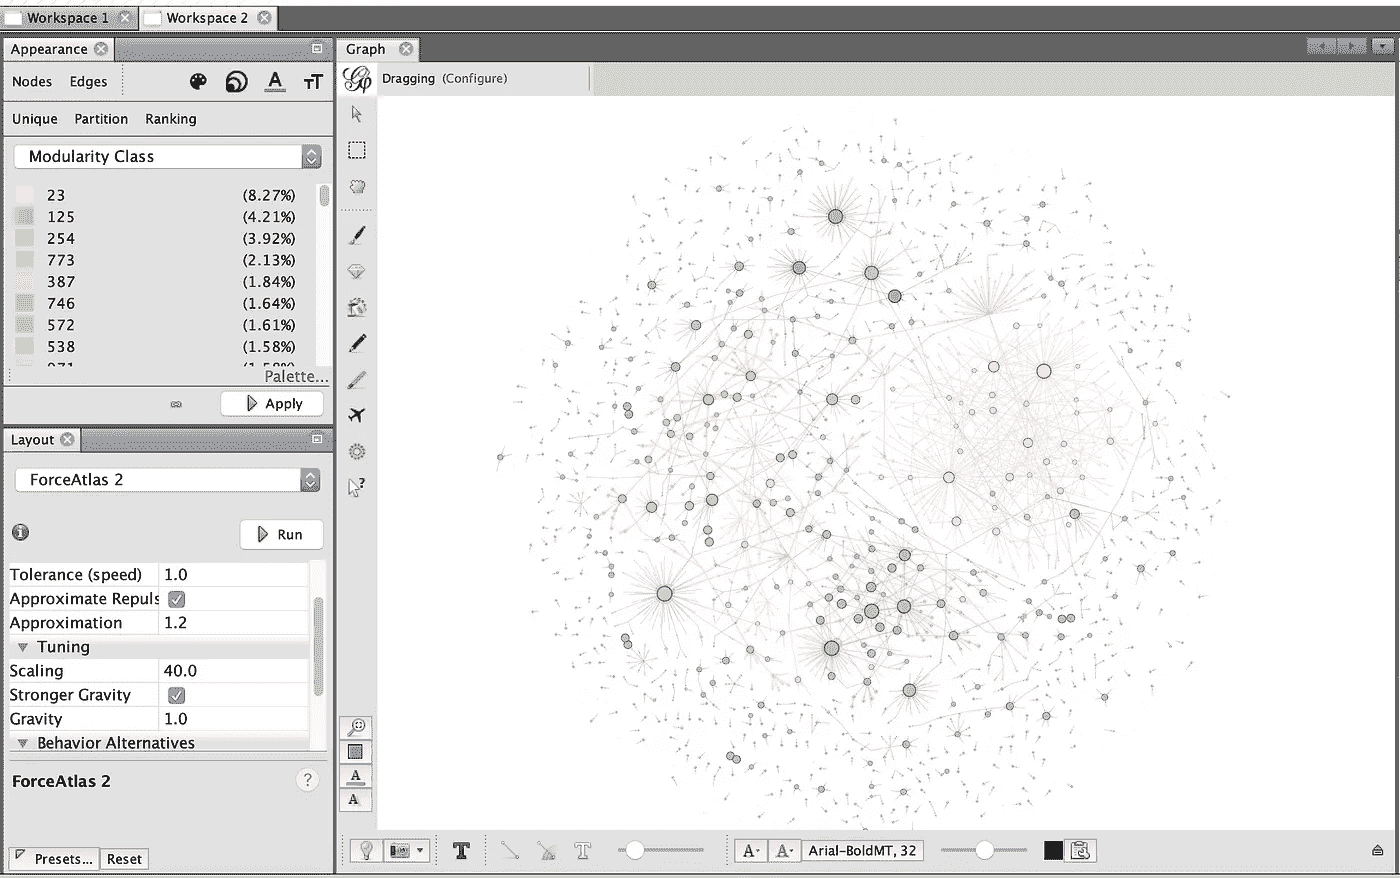 Workspace 1 Workspace 2
Appearance
Nodes Edges
Unique Partition Ranking
Modularity Class
23 (8.27%)
125 (4.21%)
254 (3.92%)
773 (2.13%)
387 (1.84%)
746 (1.64%)
572 (1.61%)
538 (1.58%)
Palette...
Apply
Layout
ForceAtlas 2
Run
Tolerance (speed) 1.0
Approximate Repuls
Approximation 1.2
Tuning
Scaling 40.0
Stronger Gravity
Gravity 1.0
Behavior Alternatives
ForceAtlas 2
Presets... Reset
Graph
Dragging (Configure)
Arial-BoldMT, 32